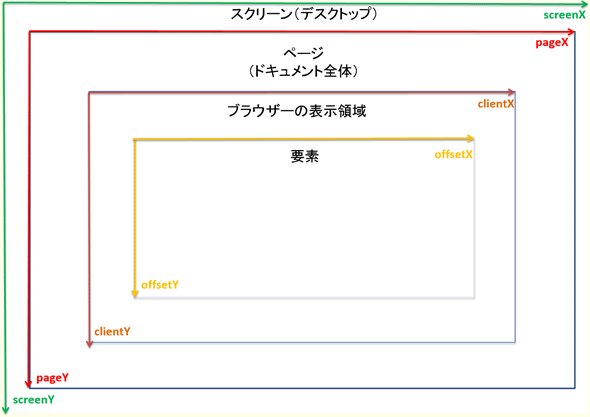 スクリーン(デスクトップ)
screenX
pageX
ページ
(ドキュメント全体)
clientX
ブラウザーの表示領域
offsetX
要素
offsetY
clientY
pageY
screenY